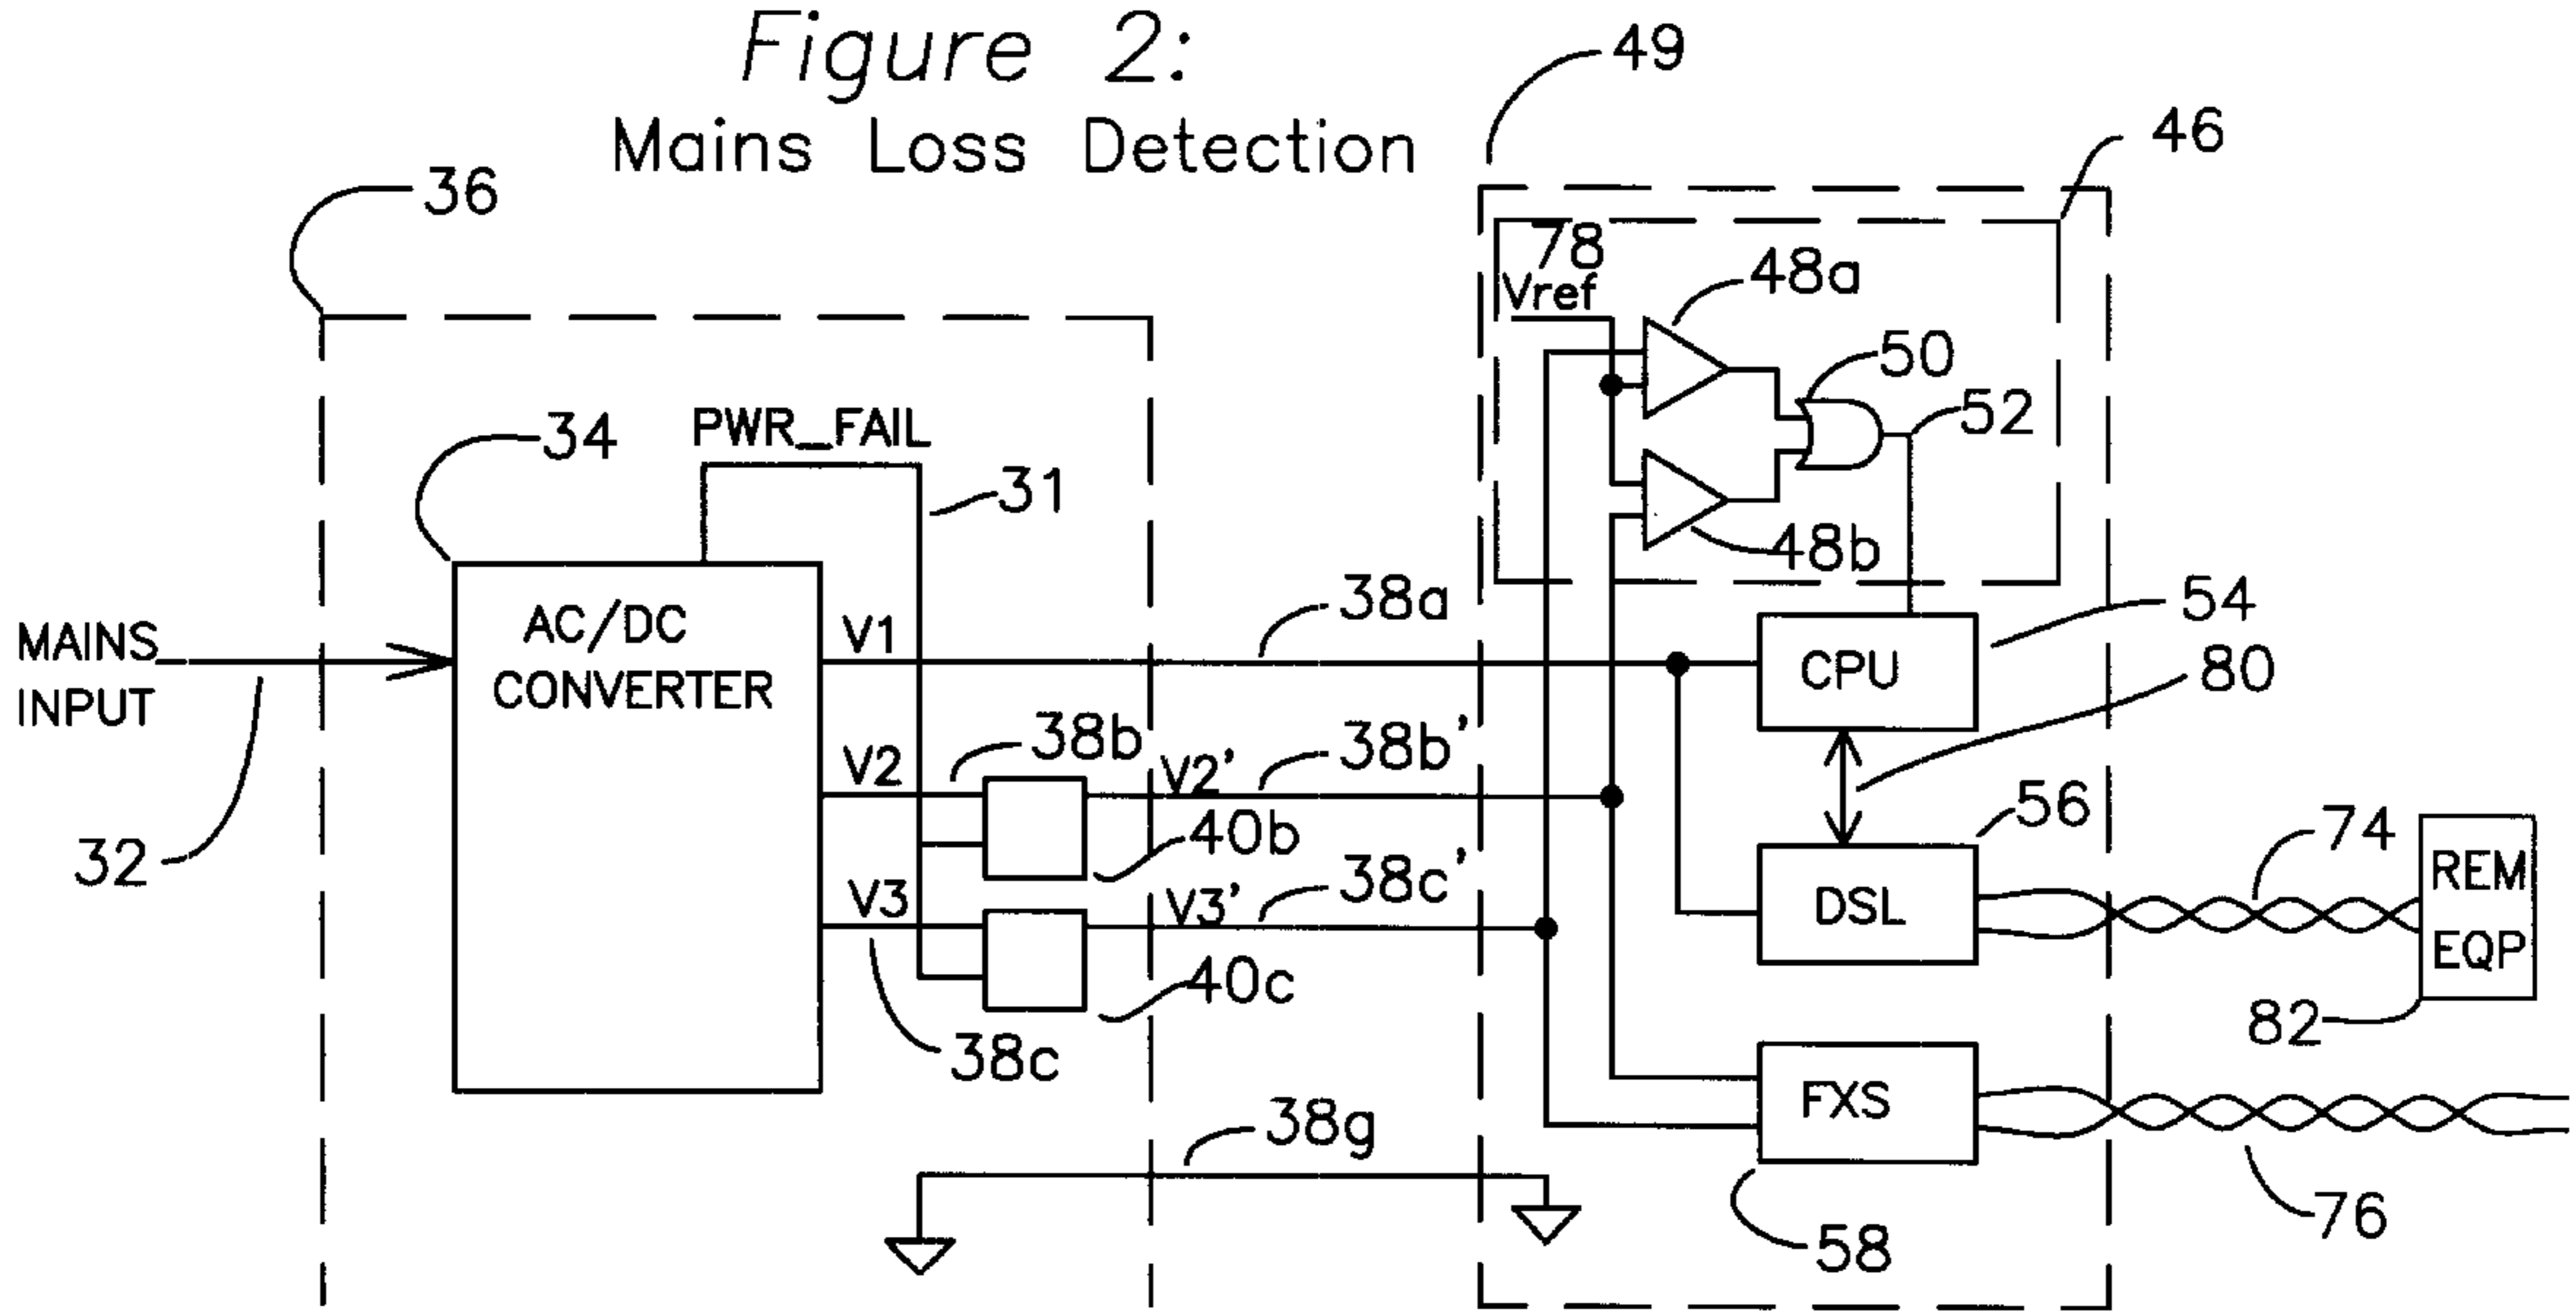 Figure 2:
Mains Loss Detection
49
46
36
78
Vref
48a
50
52
34
PWR_FAIL
31
48b
MAINS
INPUT
AC/DC
CONVERTER
V1
38a
CPU
54
80
38b
V2
V2'
38b'
32
40b
56
74
REM
EQP
V3
V3'
38c'
DSL
40c
82
38c
FXS
38g
58
76